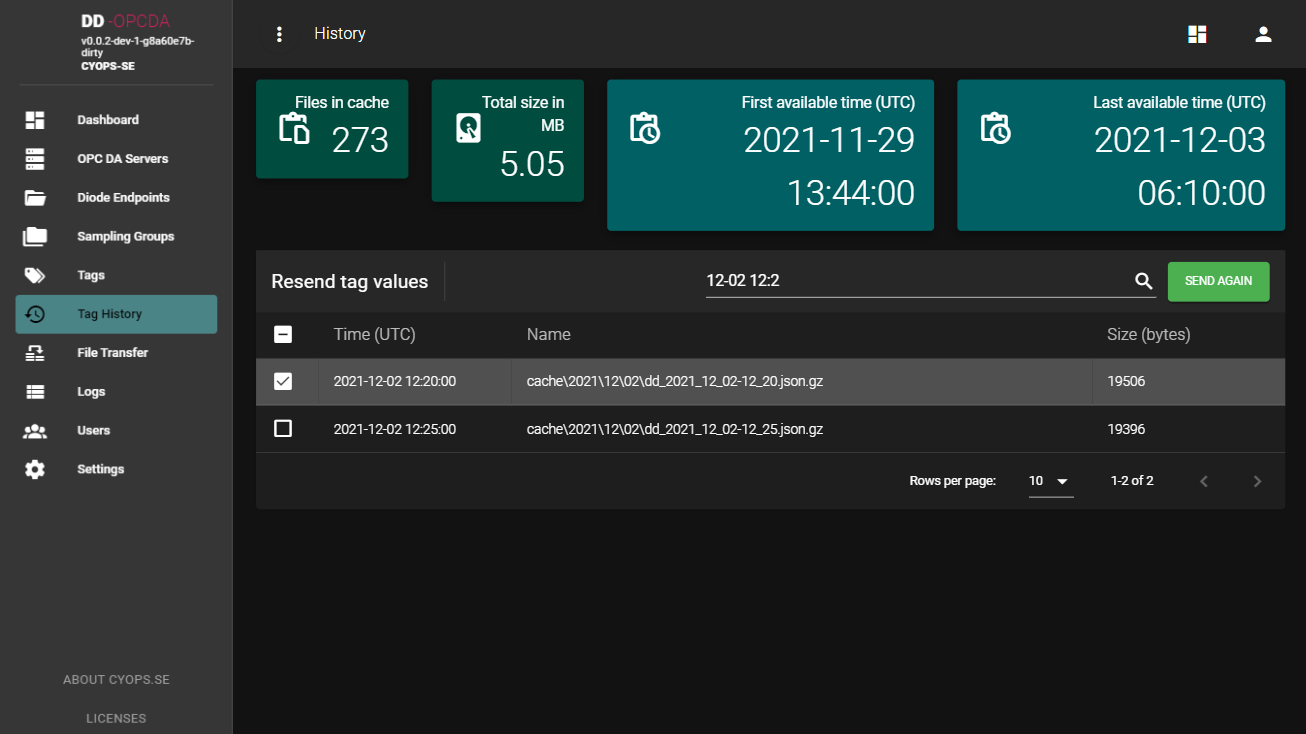 DD -OPCDA
v0.0.2-dev-1-g8a60e7b-
dirty
CYOPS-SE
Dashboard
OPC DA Servers
Diode Endpoints
Sampling Groups
Tags
Tag History
File Transfer
Logs
Users
Settings
ABOUT CYOPS.SE
LICENSES
History
Files in cache
273
Total size in
MB
5.05
First available time (UTC)
2021-11-29
13:44:00
Last available time (UTC)
2021-12-03
06:10:00
Resend tag values
12-02 12:2
SEND AGAIN
Time (UTC) Name Size (bytes)
2021-12-02 12:20:00 cache\2021\12\02\dd_2021_12_02-12_20.json.gz 19506
2021-12-02 12:25:00 cache\2021\12\02\dd_2021_12_02-12_25.json.gz 19396
Rows per page: 10 1-2 of 2